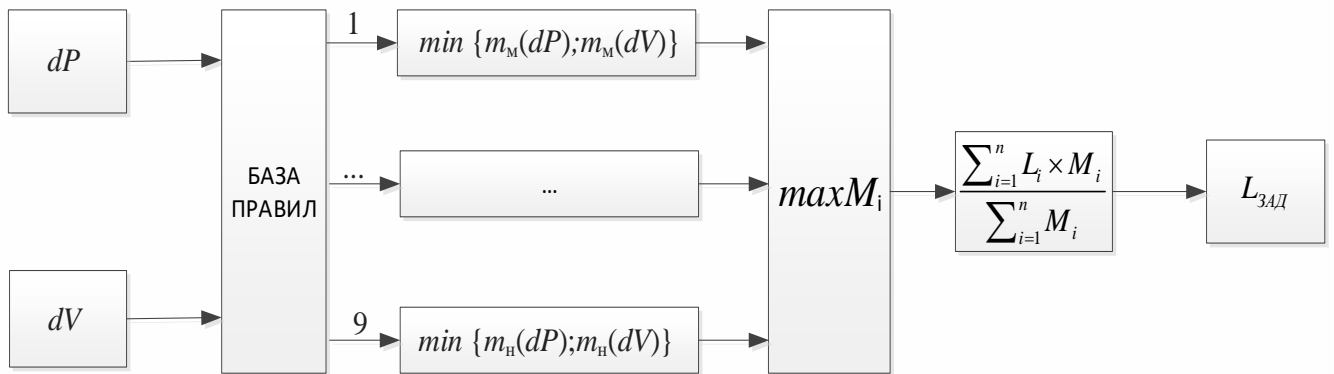 dP
dV
БАЗА
ПРАВИЛ
1
min {mм(dP);mм(dV)}
...
...
9
min {mн(dP);mн(dV)}
maxMi
∑ⁿᵢ₌₁ Lᵢ × Mᵢ
∑ⁿᵢ₌₁ Mᵢ
LЗАД